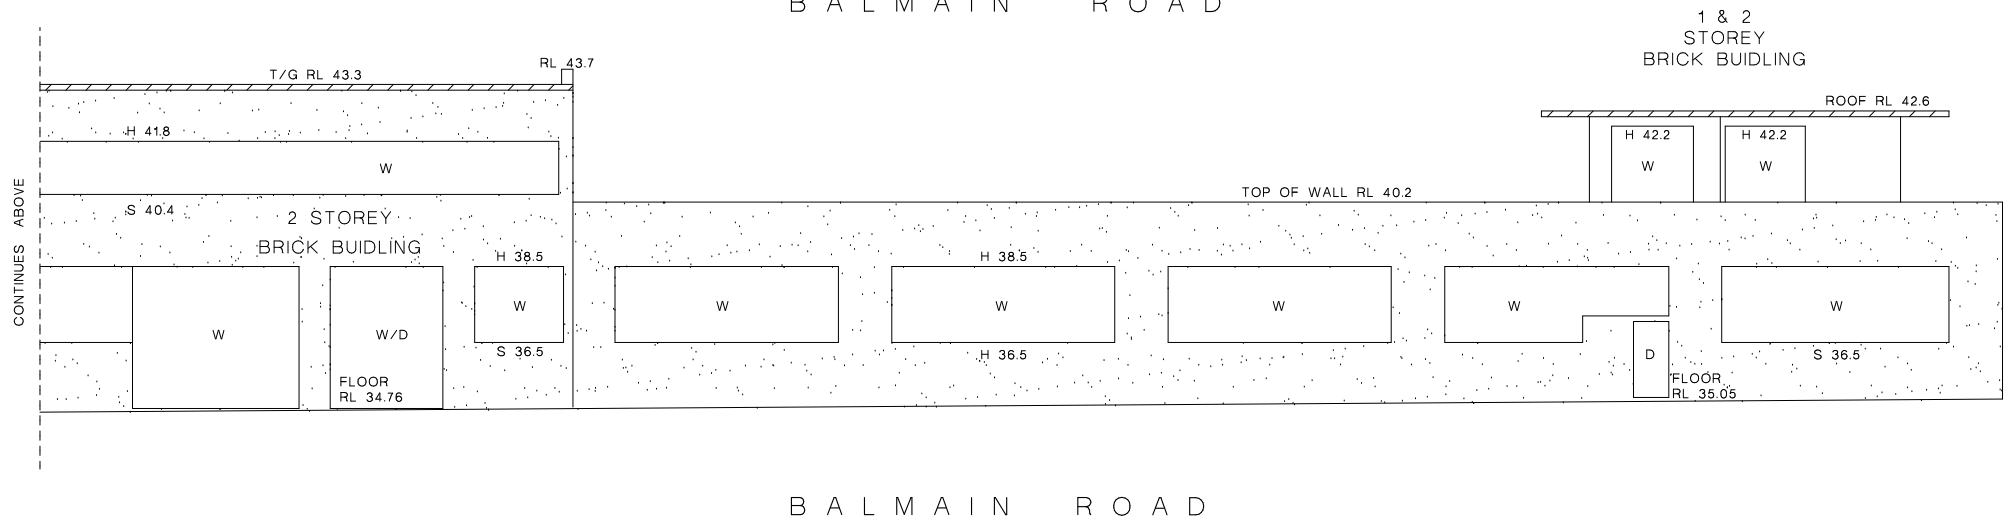 BALMAIN ROAD
1 & 2
STOREY
BRICK BUIDLING
RL 43.7
T/G RL 43.3
ROOF RL 42.6
H 41.8
H 42.2
H 42.2
W
W
W
CONTINUES ABOVE
TOP OF WALL RL 40.2
S 40.4
2 STOREY
BRICK BUIDLING
H 38.5
H 38.5
W
W/D
W
W
W
W
W
W
S 36.5
H 36.5
D
S 36.5
FLOOR
RL 34.76
FLOOR
RL 35.05
BALMAIN ROAD